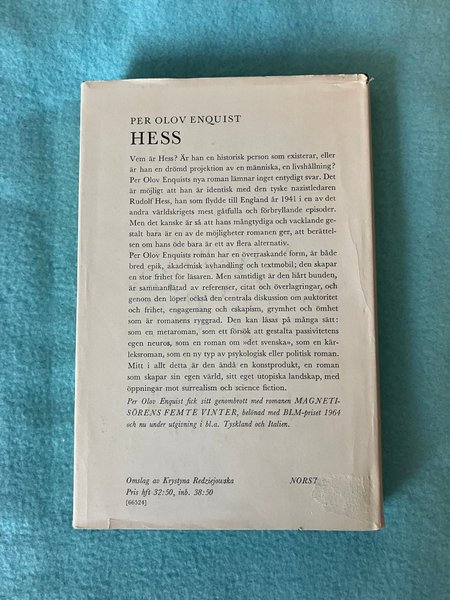 PER OLOV ENQUIST
HESS
Vem är Hess? Är han en historisk person som existerar, eller
är han en drömd projektion av en människa, en livshållning?
Per Olov Enquists nya roman lämnar inget entydigt svar. Det
är möjligt att han är identisk med den tyske nazistledaren
Rudolf Hess, han som flydde till England år 1941 i en av det
andra världskrigets mest gåtfulla och förbryllande episoder.
Men det kanske är så att hans mångtydiga och vacklande ge-
stalt bara är en av de möjligheter romanen ger, att berättel-
sen om hans öde bara är ett av flera alternativ.
Per Olov Enquists roman har en överraskande form, är både
bred epik, akademisk avhandling och textmobil; den skapar
en stor frihet för läsaren. Men samtidigt är den hårt bunden,
är sammanflätad av referenser, citat och överlagringar, och
genom den löper också den centrala diskussion om auktoritet
och frihet, engagemang och eskapism, grymhet och ömhet
som är romanens ryggrad. Den kan läsas på många sätt:
som en metaroman, som ett försök att gestalta passivitetens
egen neuros, som en roman om »det svenska», som en kär-
leksroman, som en ny typ av psykologisk eller politisk roman.
Mitt i allt detta är den ändå en konstprodukt, en roman
som skapar sin egen värld, sitt eget utopiska landskap, med
öppningar mot surrealism och science fiction.
Per Olov Enquist fick sitt genombrott med romanen MAGNETI-
SÖRENS FEMTE VINTER, belönad med BLM-priset 1964
och nu under utgivning i bl.a. Tyskland och Italien.
Omslag av Krystyna Redziejowska
Pris hft 32:50, inb. 38:50
[66524]